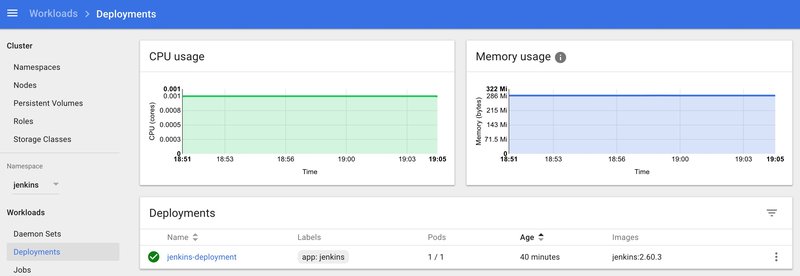 Workloads > Deployments
Cluster
Namespaces
Nodes
Persistent Volumes
Roles
Storage Classes
Namespace
jenkins
Workloads
Daemon Sets
Deployments
Jobs
CPU usage
CPU (cores)
0.001
0.001
0.0008
0.0005
0.0003
0
18:51 18:53 18:56 19:00 19:03 19:05
Time
Memory usage
Memory (bytes)
322 Mi
286 Mi
215 Mi
143 Mi
71.5 Mi
0
18:51 18:53 18:56 19:00 19:03 19:05
Time
Deployments
Name Labels Pods Age Images
jenkins-deployment app: jenkins 1 / 1 40 minutes jenkins:2.60.3